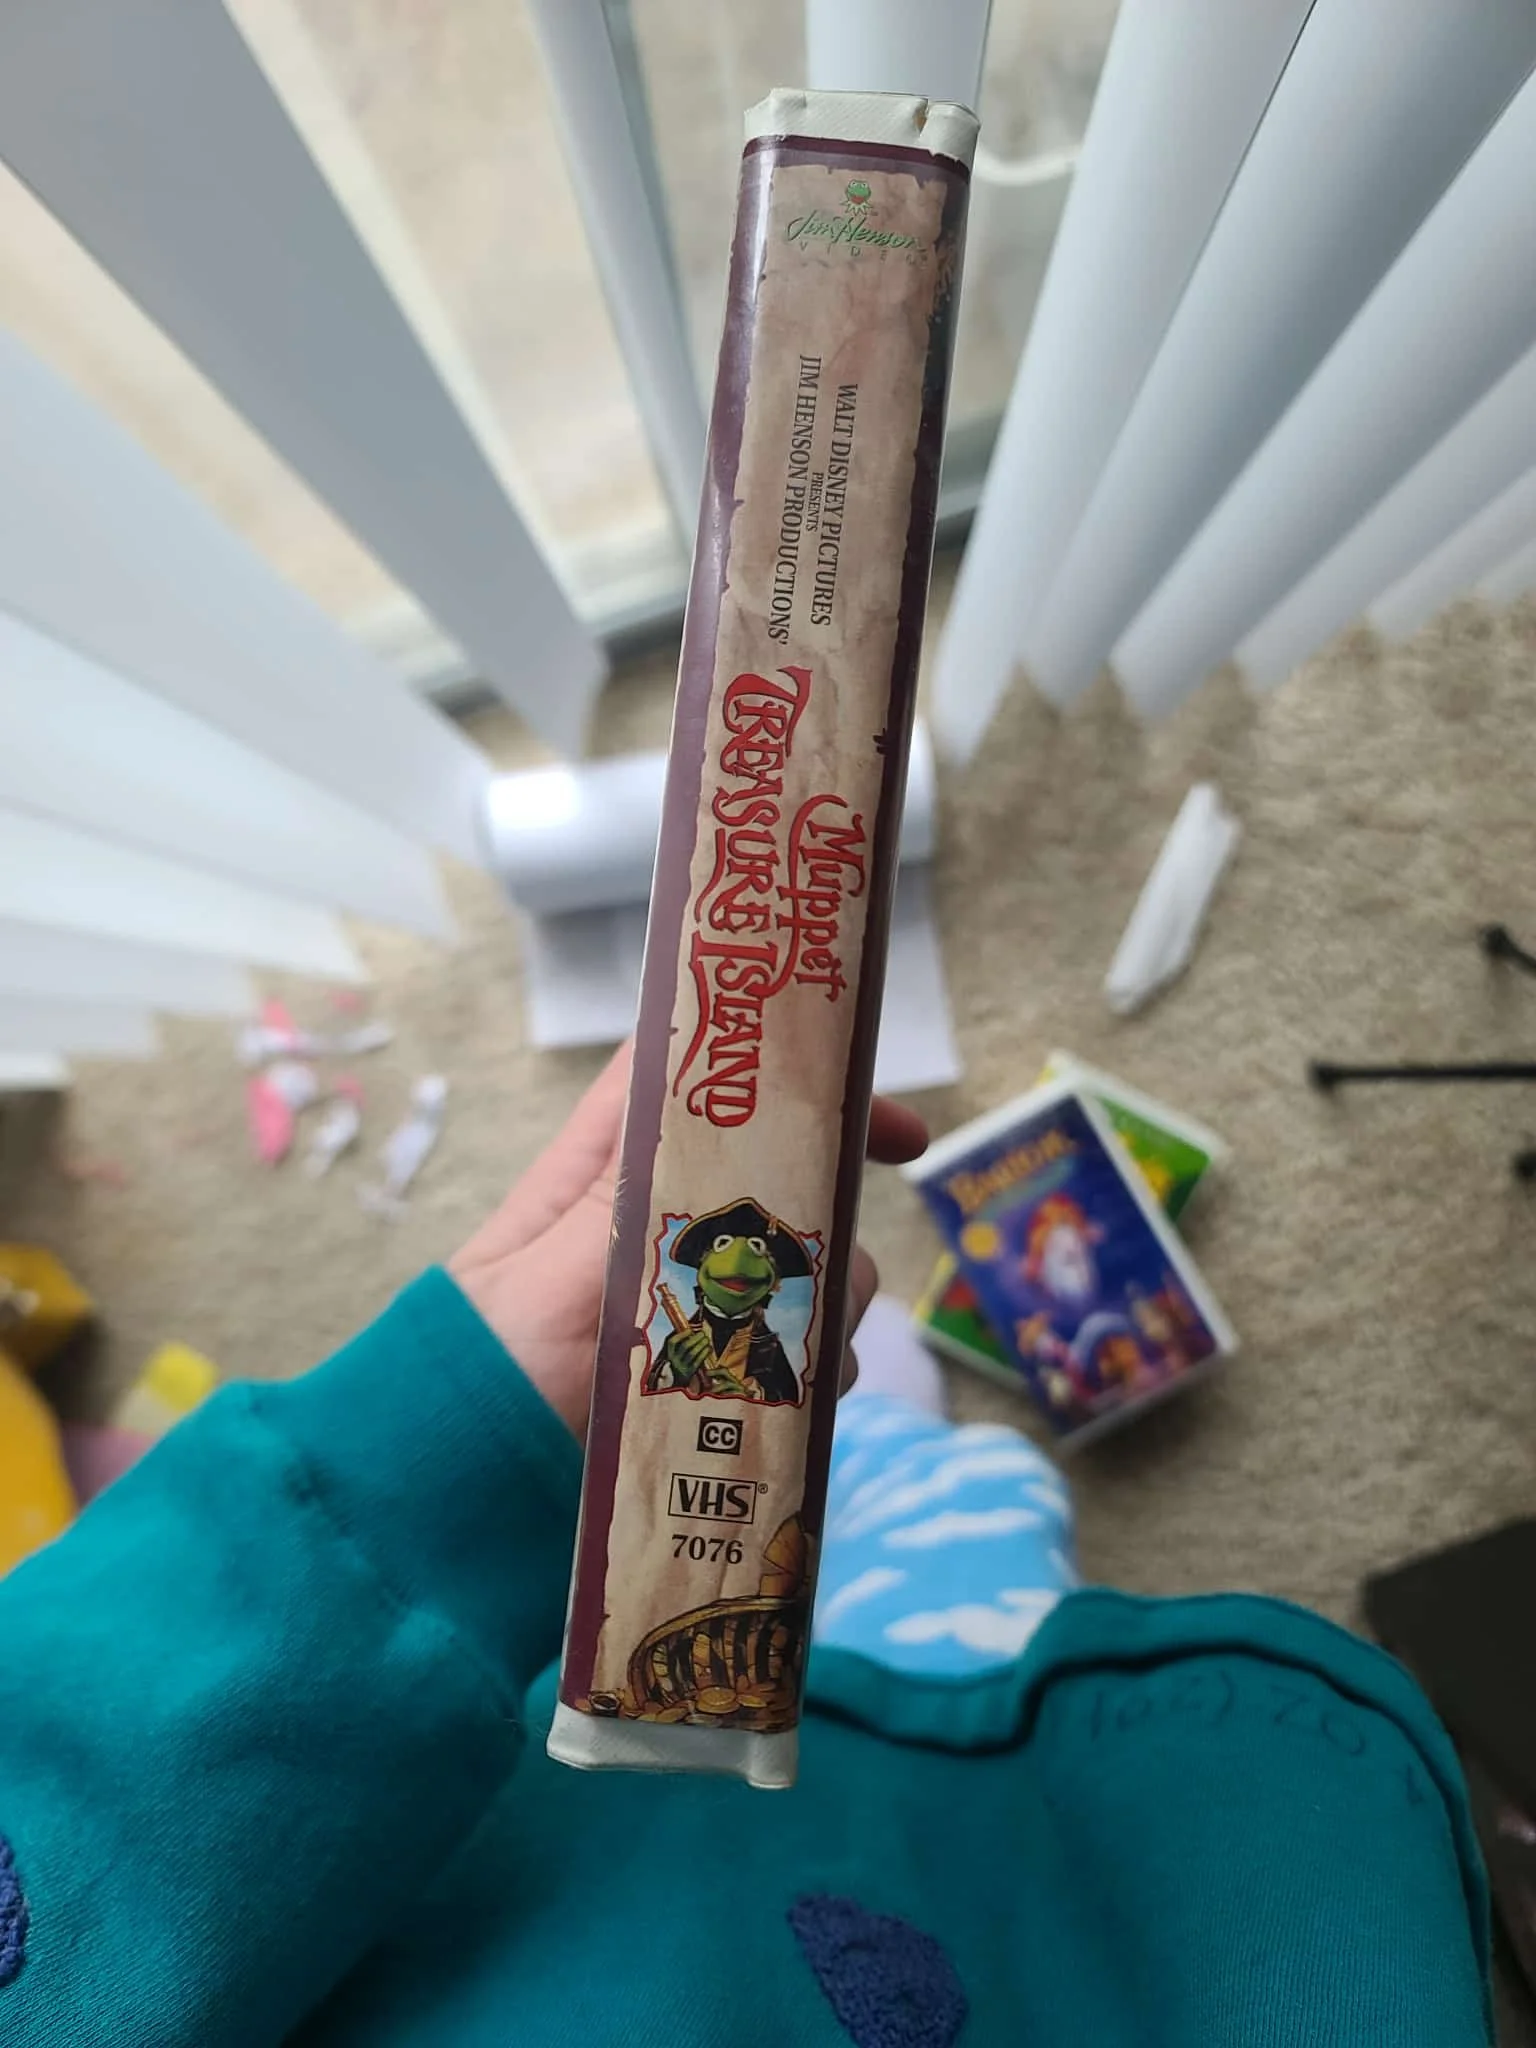 Jim Henson
VIDEO
WALT DISNEY PICTURES
PRESENTS
JIM HENSON PRODUCTIONS'
Muppet
TREASURE ISLAND
CC
VHS®
7076